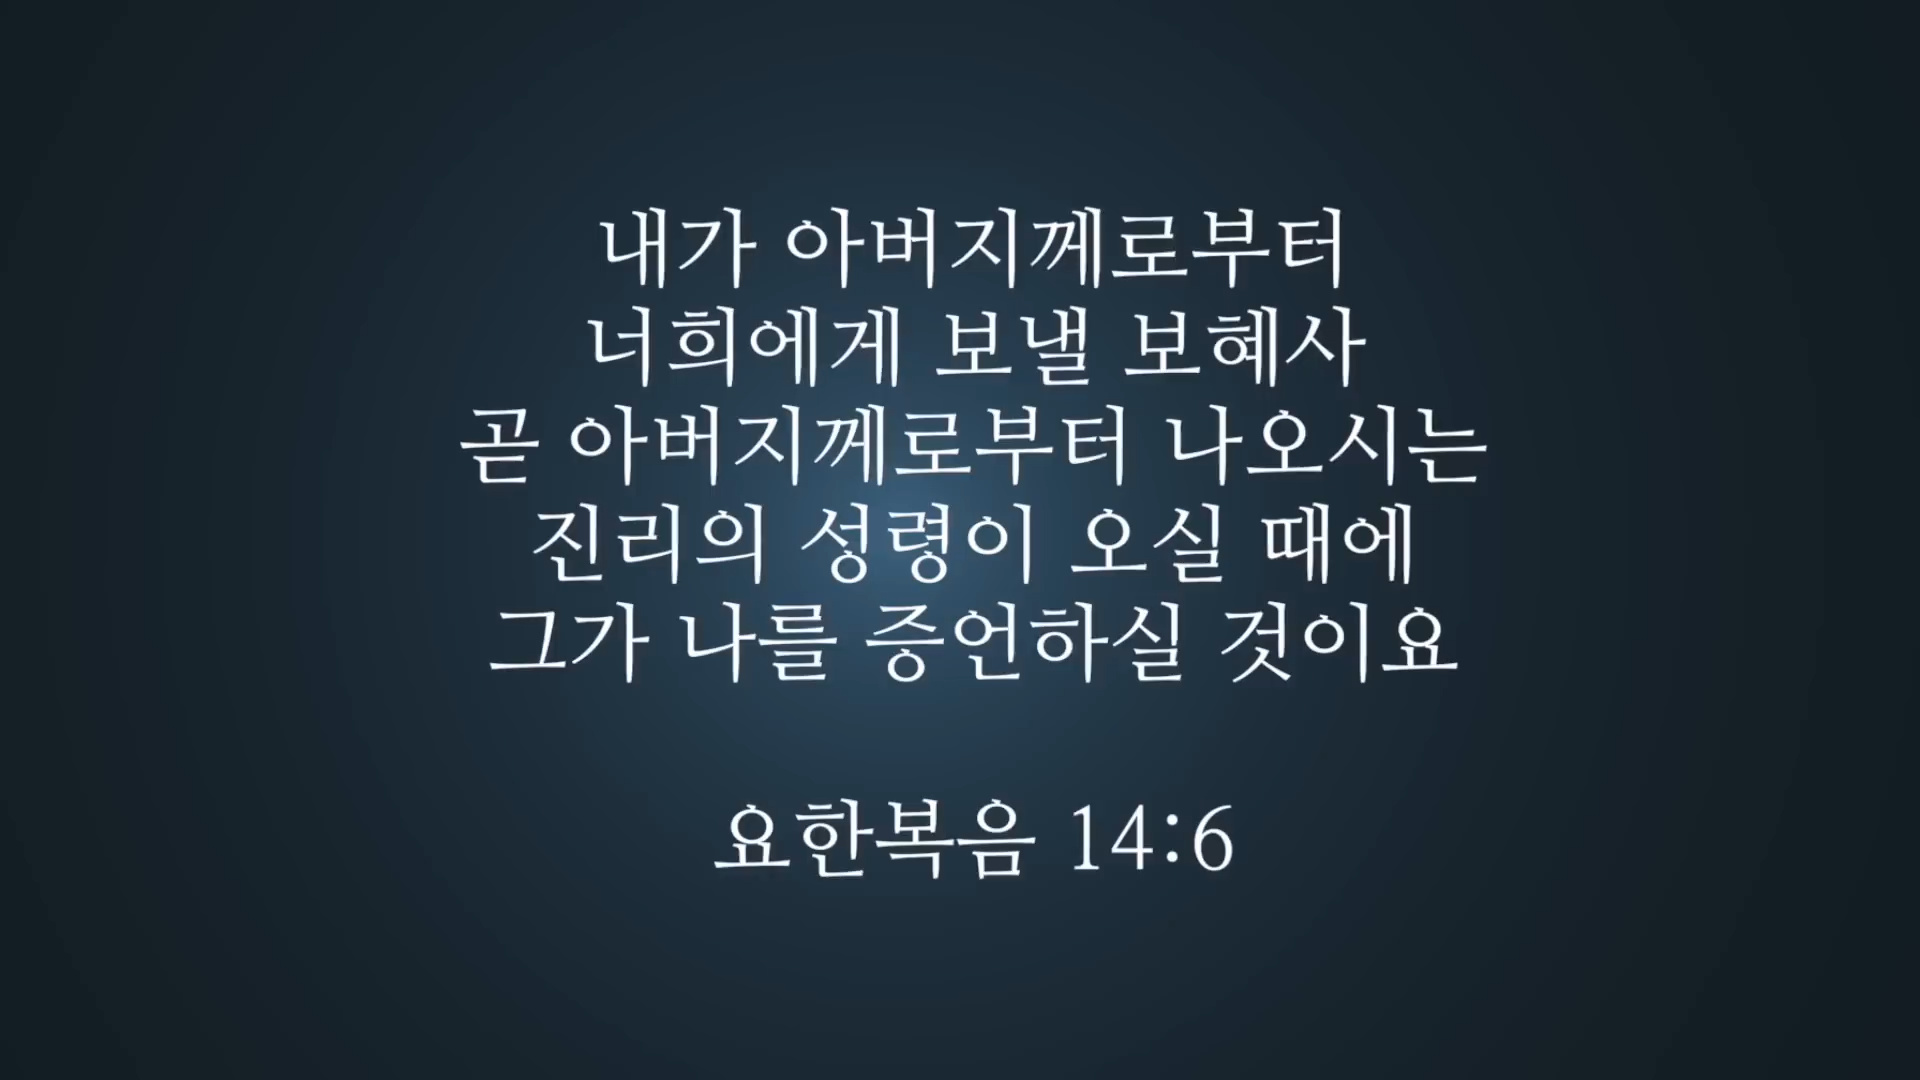 내가 아버지께로부터
너희에게 보낼 보혜사
곧 아버지께로부터 나오시는
진리의 성령이 오실 때에
그가 나를 증언하실 것이요
요한복음 14:6